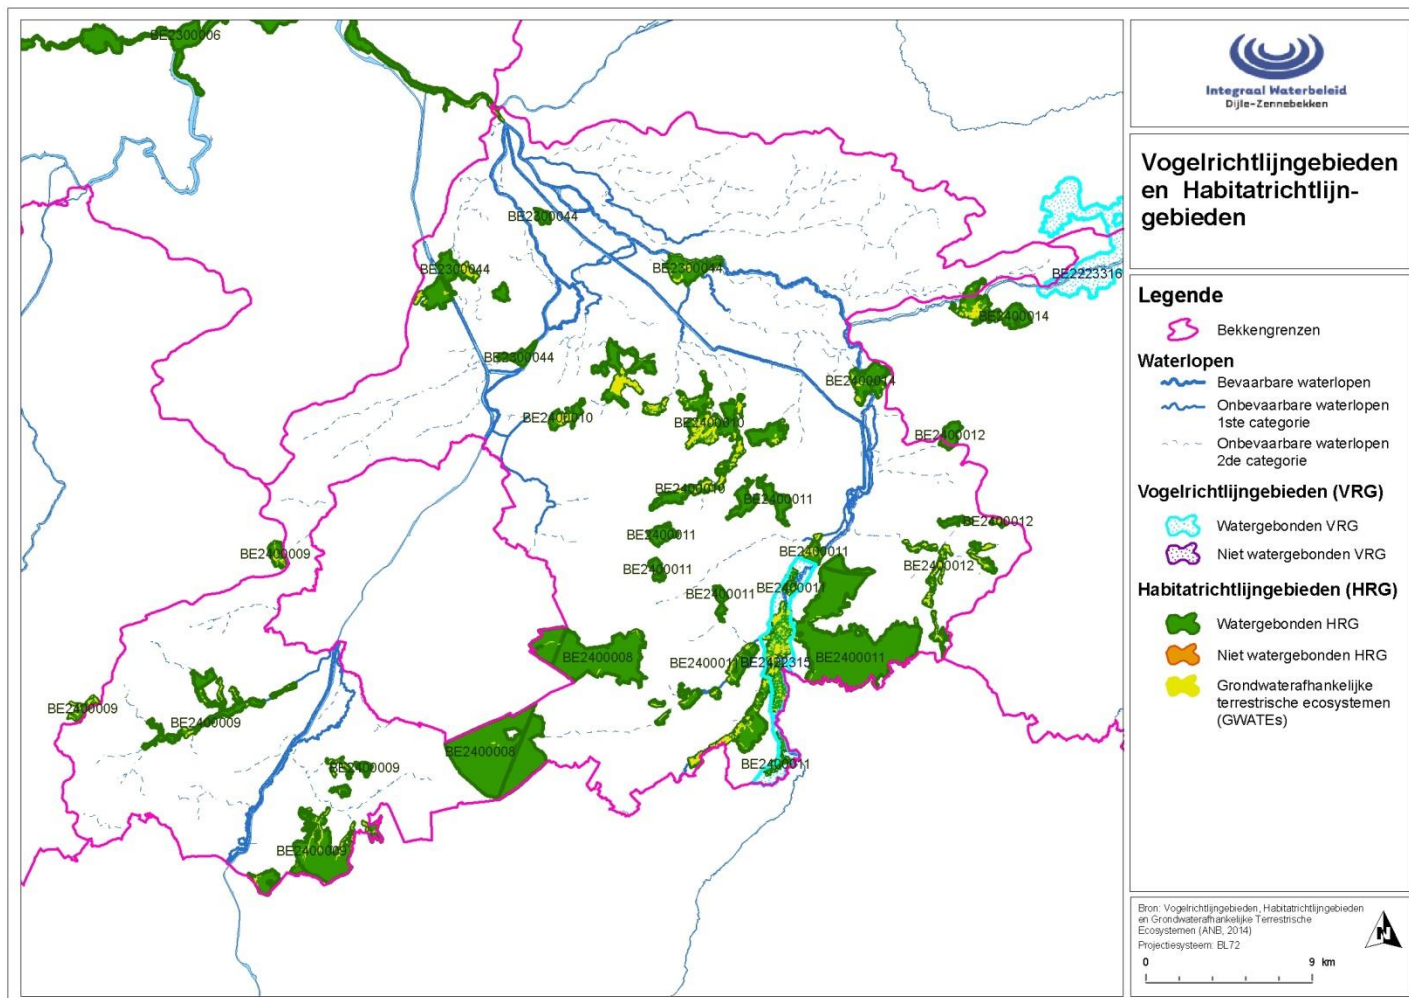 BE2300006
BE2300044
BE2300044
BE2300044
BE2223316
BE2400014
BE2300044
BE2400014
BE2400010
BE2400010
BE2400012
BE2400010
BE2400011
BE2400012
BE2400011
BE2400009
BE2400011
BE2400012
BE2400011
BE2400011
BE2400011
BE2400008
BE2400011
BE2422315
BE2400011
BE2400009
BE2400009
BE2400008
BE2400009
BE2400011
BE2400009
Integraal Waterbeleid
Dijle-Zennebekken
Vogelrichtlijngebieden
en Habitatrichtlijn-
gebieden
Legende
Bekkengrenzen
Waterlopen
Bevaarbare waterlopen
Onbevaarbare waterlopen
1ste categorie
Onbevaarbare waterlopen
2de categorie
Vogelrichtlijngebieden (VRG)
Watergebonden VRG
Niet watergebonden VRG
Habitatrichtlijngebieden (HRG)
Watergebonden HRG
Niet watergebonden HRG
Grondwaterafhankelijke
terrestrische ecosystemen
(GWATEs)
Bron: Vogelrichtlijngebieden, Habitatrichtlijngebieden
en Grondwaterafhankelijke Terrestrische
Ecosystemen (ANB, 2014)
Projectiesysteem: BL72
N
0 9 km